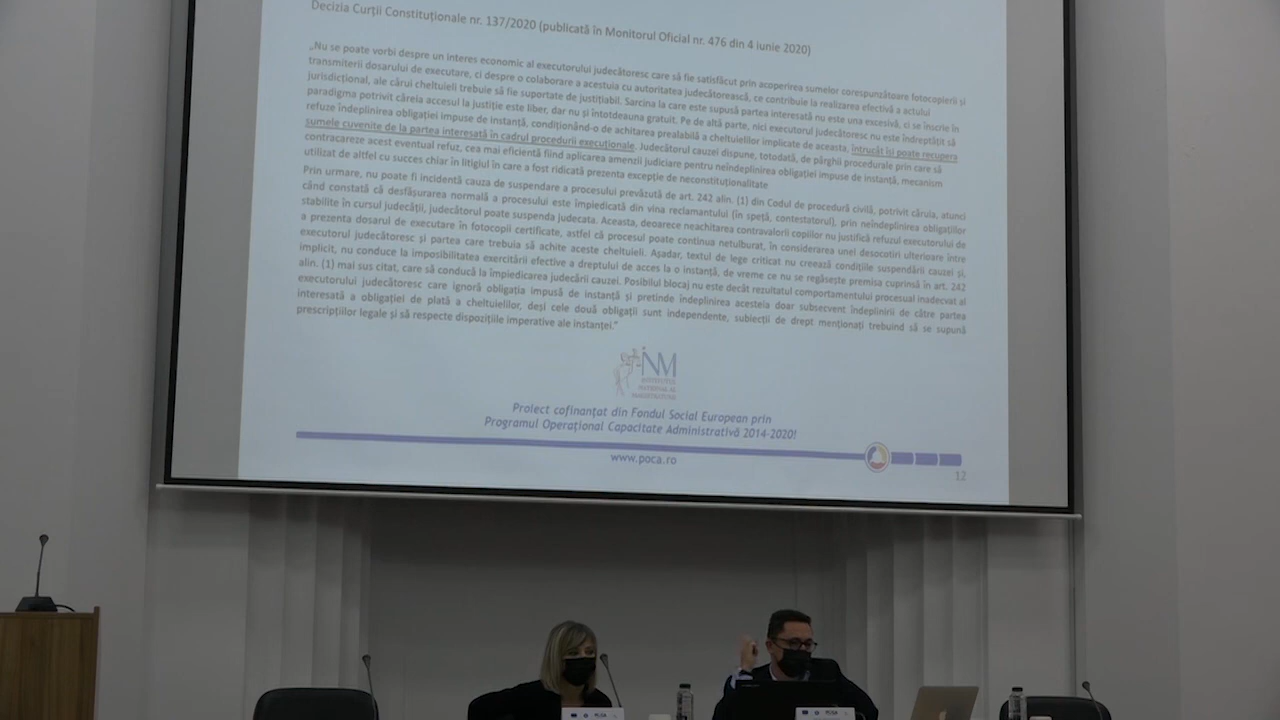 Decizia Curții Constituționale nr. 137/2020 (publicată în Monitorul Oficial nr. 476 din 4 iunie 2020)
„Nu se poate vorbi despre un interes economic al executorului judecătoresc care să fie satisfăcut prin acoperirea sumelor corespunzătoare fotocopierii și
transmiterii dosarului de executare, ci despre o colaborare a acestuia cu autoritatea judecătorească, ce contribuie la realizarea efectivă a actului
jurisdicțional, ale cărui cheltuieli trebuie să fie suportate de justițiabil. Sarcina la care este supusă partea interesată nu este una excesivă, ci se înscrie în
paradigma potrivit căreia accesul la justiție este liber, dar nu și întotdeauna gratuit. Pe de altă parte, nici executorul judecătoresc nu este îndreptățit să
refuze îndeplinirea obligației impuse de instanță, condiționând-o de achitarea prealabilă a cheltuielilor implicate de aceasta, întrucât își poate recupera
sumele cuvenite de la partea interesată în cadrul procedurii execuționale. Judecătorul cauzei dispune, totodată, de pârghii procedurale prin care să
contracareze acest eventual refuz, cea mai eficientă fiind aplicarea amenzii judiciare pentru neîndeplinirea obligației impuse de instanță, mecanism
utilizat de altfel cu succes chiar în litigiul în care a fost ridicată prezenta excepție de neconstituționalitate
Prin urmare, nu poate fi incidentă cauza de suspendare a procesului prevăzută de art. 242 alin. (1) din Codul de procedură civilă, potrivit căruia, atunci
când constată că desfășurarea normală a procesului este împiedicată din vina reclamantului (în speță, contestatorul), prin neîndeplinirea obligațiilor
stabilite în cursul judecății, judecătorul poate suspenda judecata. Aceasta, deoarece neachitarea contravalorii copiilor nu justifică refuzul executorului de
a prezenta dosarul de executare în fotocopii certificate, astfel că procesul poate continua netulburat, în considerarea unei desocotiri ulterioare între
executorul judecătoresc și partea care trebuia să achite aceste cheltuieli. Așadar, textul de lege criticat nu creează condițiile suspendării cauzei și,
implicit, nu conduce la imposibilitatea exercitării efective a dreptului de acces la o instanță, de vreme ce nu se regăsește premisa cuprinsă în art. 242
alin. (1) mai sus citat, care să conducă la împiedicarea judecării cauzei. Posibilul blocaj nu este decât rezultatul comportamentului procesual inadecvat al
executorului judecătoresc care ignoră obligația impusă de instanță și pretinde îndeplinirea acesteia doar subsecvent îndeplinirii de către partea
interesată a obligației de plată a cheltuielilor, deși cele două obligații sunt independente, subiecții de drept menționați trebuind să se supună
prescripțiilor legale și să respecte dispozițiile imperative ale instanței.”
INM
INSTITUTUL
NAȚIONAL AL
MAGISTRATURII
Proiect cofinanțat din Fondul Social European prin
Programul Operațional Capacitate Administrativă 2014-2020!
www.poca.ro
12